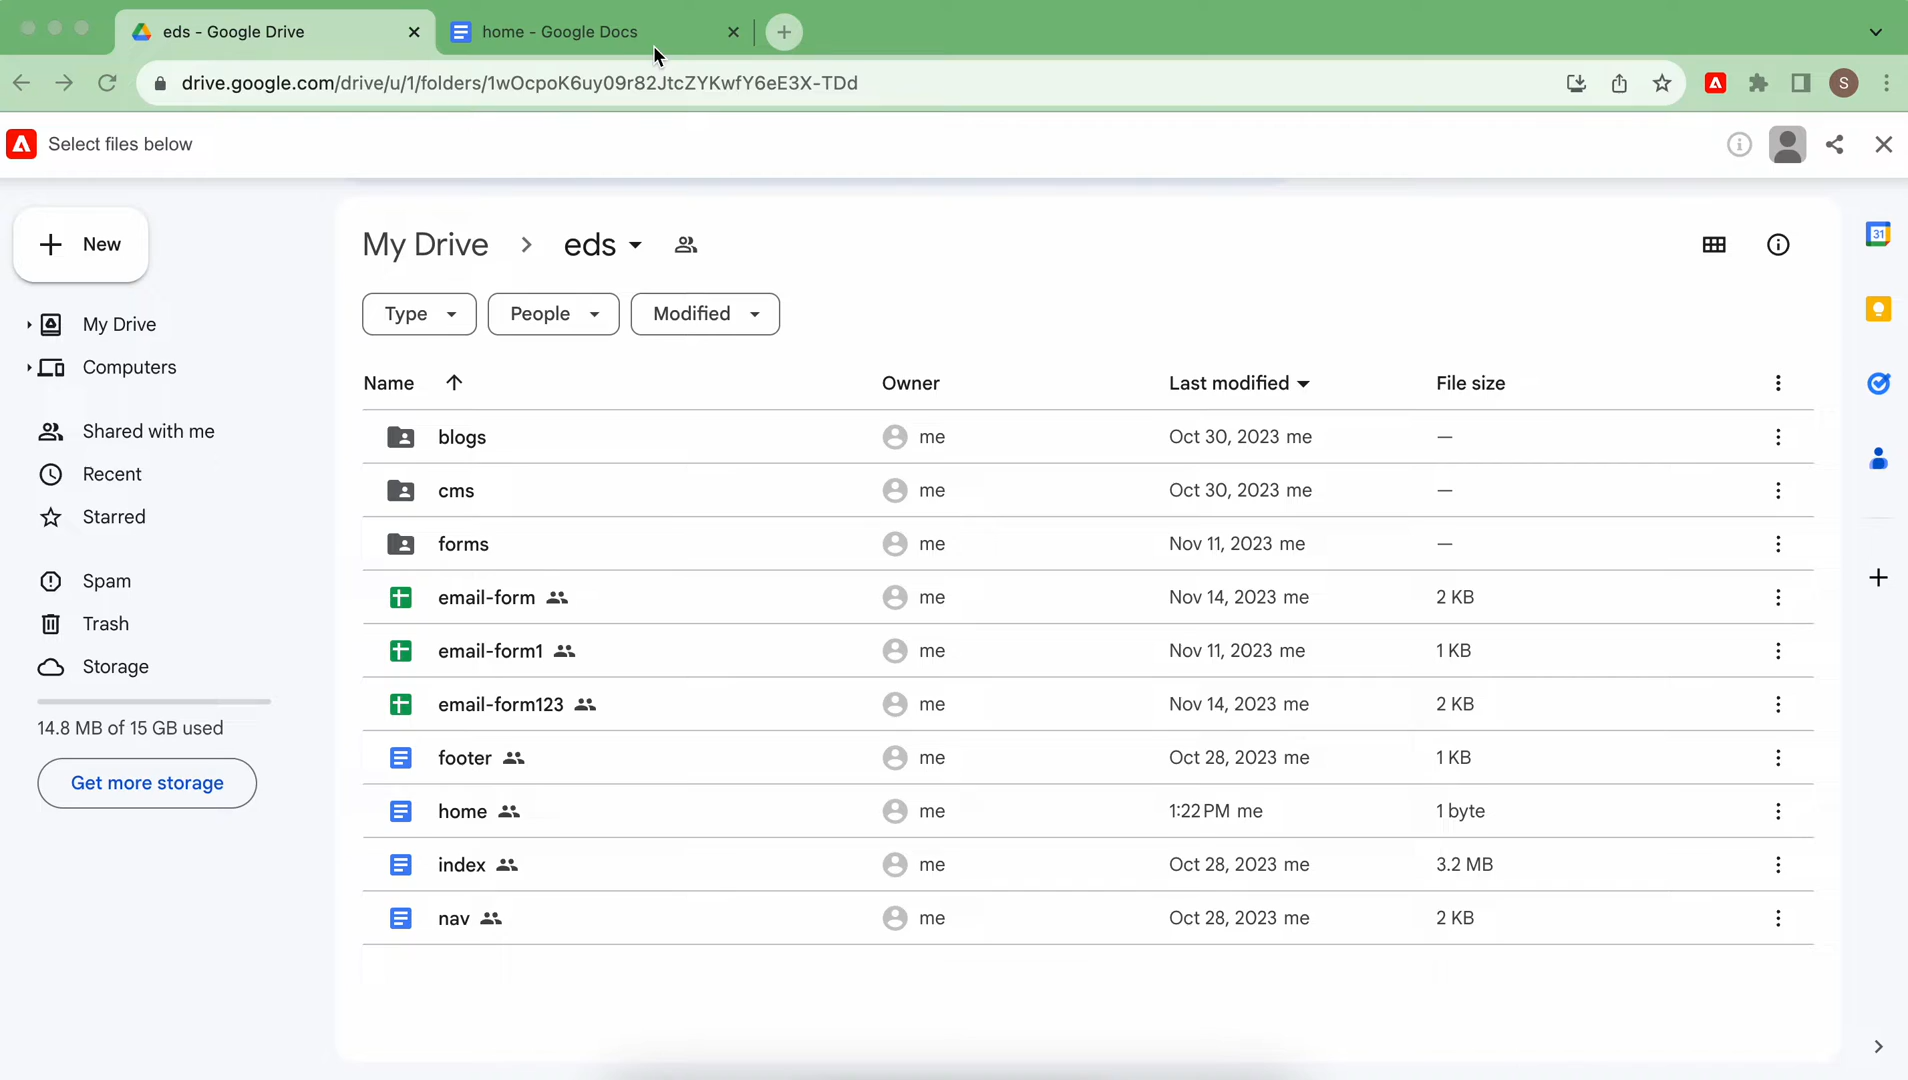 eds - Google Drive
home - Google Docs
drive.google.com/drive/u/1/folders/1wOcpoK6uy09r82JtcZYKwfY6eE3X-TDd
S
Select files below
New
My Drive
Computers
Shared with me
Recent
Starred
Spam
Trash
Storage
14.8 MB of 15 GB used
Get more storage
My Drive > eds
Type People Modified
Name Owner Last modified File size
blogs me Oct 30, 2023 me —
cms me Oct 30, 2023 me —
forms me Nov 11, 2023 me —
email-form me Nov 14, 2023 me 2 KB
email-form1 me Nov 11, 2023 me 1 KB
email-form123 me Nov 14, 2023 me 2 KB
footer me Oct 28, 2023 me 1 KB
home me 1:22 PM me 1 byte
index me Oct 28, 2023 me 3.2 MB
nav me Oct 28, 2023 me 2 KB
31